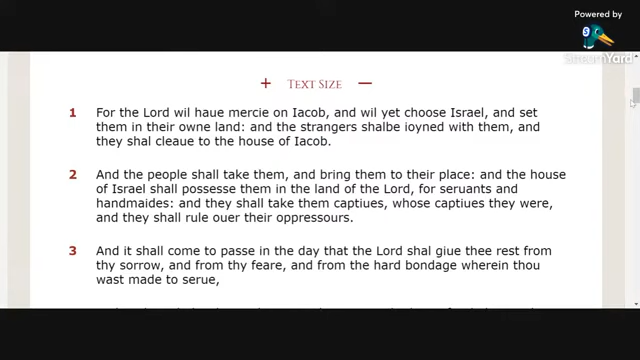 Powered by
StreamYard
+ TEXT SIZE −
1 For the Lord wil haue mercie on Iacob, and wil yet choose Israel, and set
them in their owne land: and the strangers shalbe ioyned with them, and
they shal cleaue to the house of Iacob.
2 And the people shall take them, and bring them to their place: and the house
of Israel shall possesse them in the land of the Lord, for seruants and
handmaides: and they shall take them captiues, whose captiues they were,
and they shall rule ouer their oppressours.
3 And it shall come to passe in the day that the Lord shal giue thee rest from
thy sorrow, and from thy feare, and from the hard bondage wherein thou
wast made to serue,